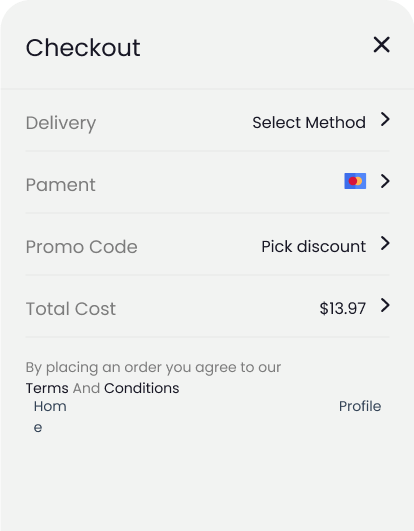 Checkout
Delivery Select Method
Pament
Promo Code Pick discount
Total Cost $13.97
By placing an order you agree to our
Terms And Conditions
Hom Profile
e